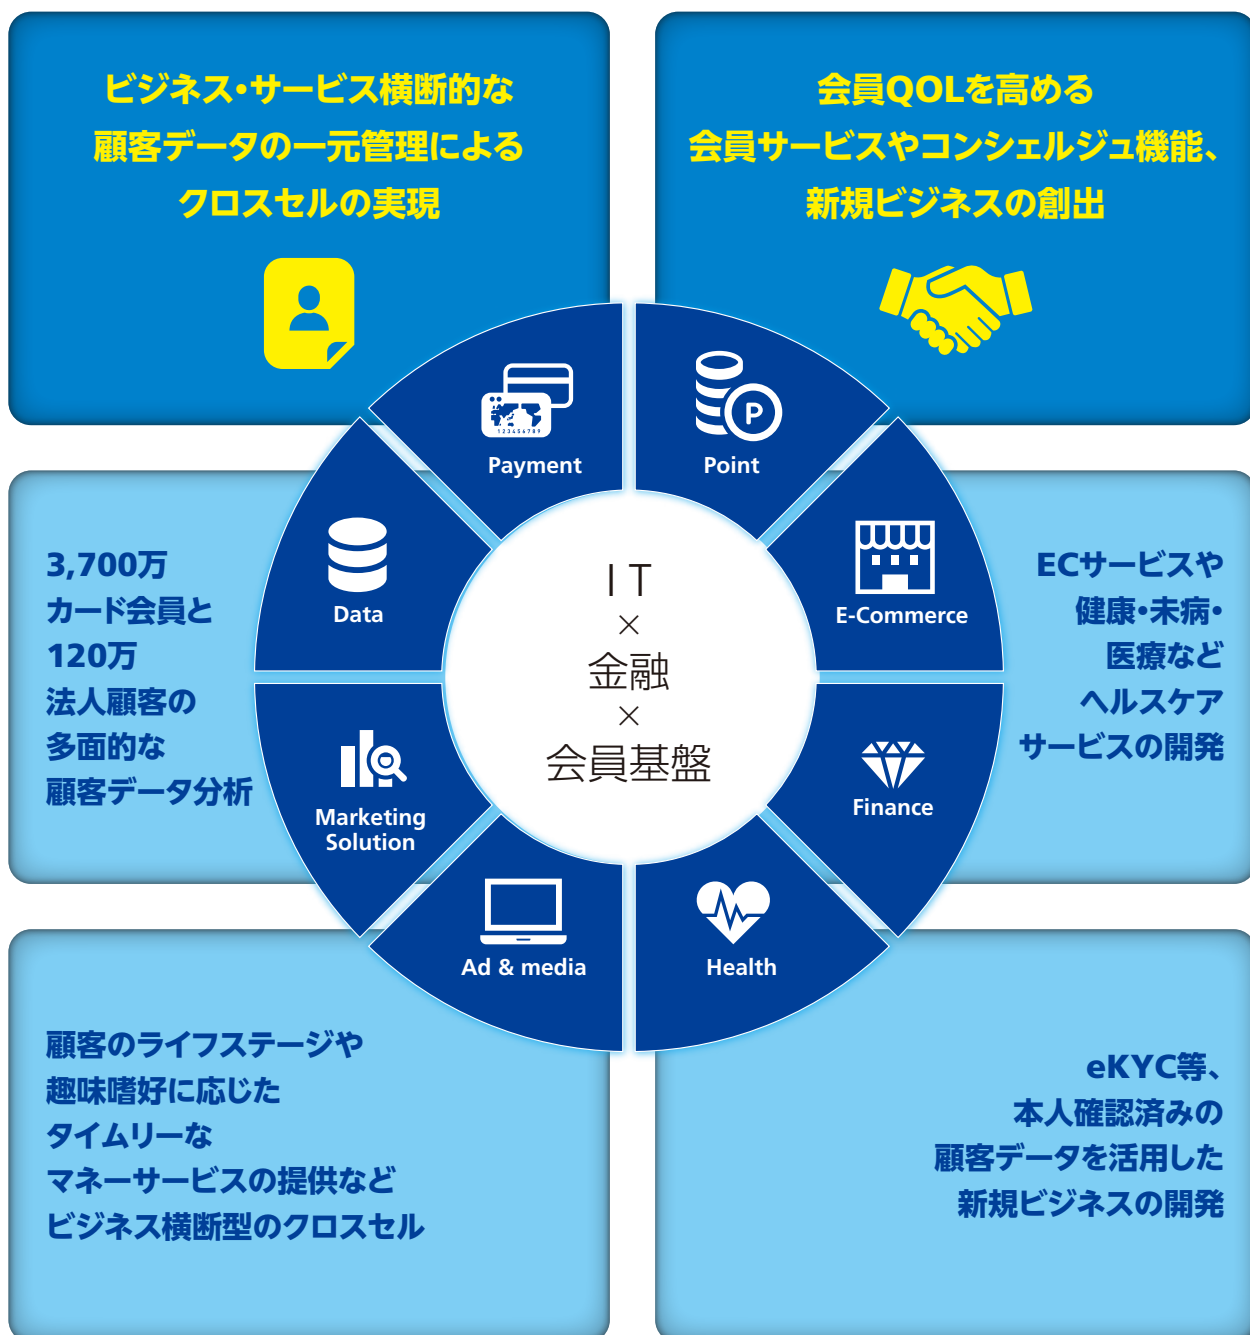 ビジネス・サービス横断的な
顧客データの一元管理による
クロスセルの実現
会員QOLを高める
会員サービスやコンシェルジュ機能、
新規ビジネスの創出
Payment
123456789
Point
P
Data
E-Commerce
Marketing
Solution
Finance
Ad & media
Health
IT
×
金融
×
会員基盤
3,700万
カード会員と
120万
法人顧客の
多面的な
顧客データ分析
ECサービスや
健康・未病・
医療など
ヘルスケア
サービスの開発
顧客のライフステージや
趣味嗜好に応じた
タイムリーな
マネーサービスの提供など
ビジネス横断型のクロスセル
eKYC等、
本人確認済みの
顧客データを活用した
新規ビジネスの開発